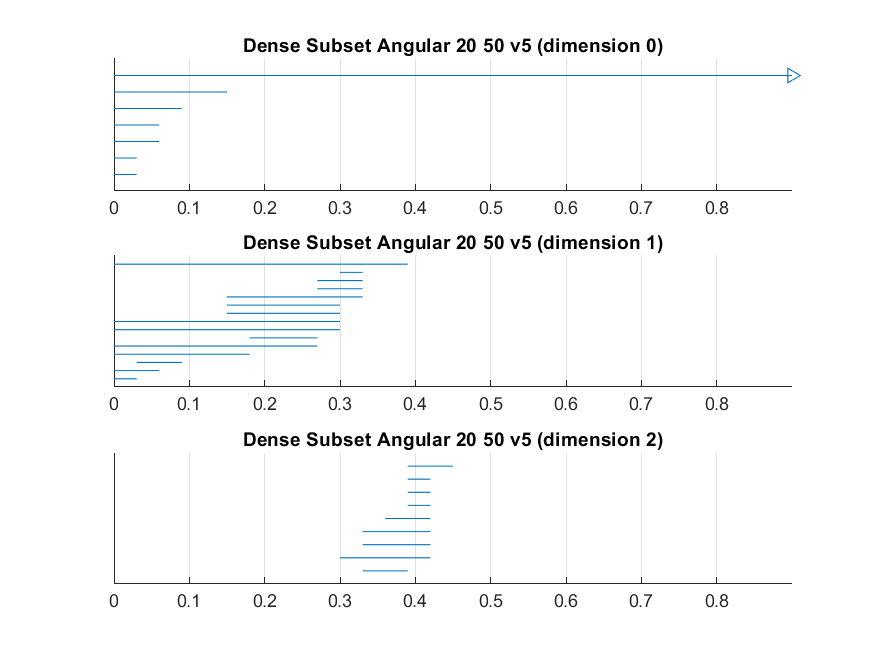 Dense Subset Angular 20 50 v5 (dimension 0)
0 0.1 0.2 0.3 0.4 0.5 0.6 0.7 0.8
Dense Subset Angular 20 50 v5 (dimension 1)
0 0.1 0.2 0.3 0.4 0.5 0.6 0.7 0.8
Dense Subset Angular 20 50 v5 (dimension 2)
0 0.1 0.2 0.3 0.4 0.5 0.6 0.7 0.8